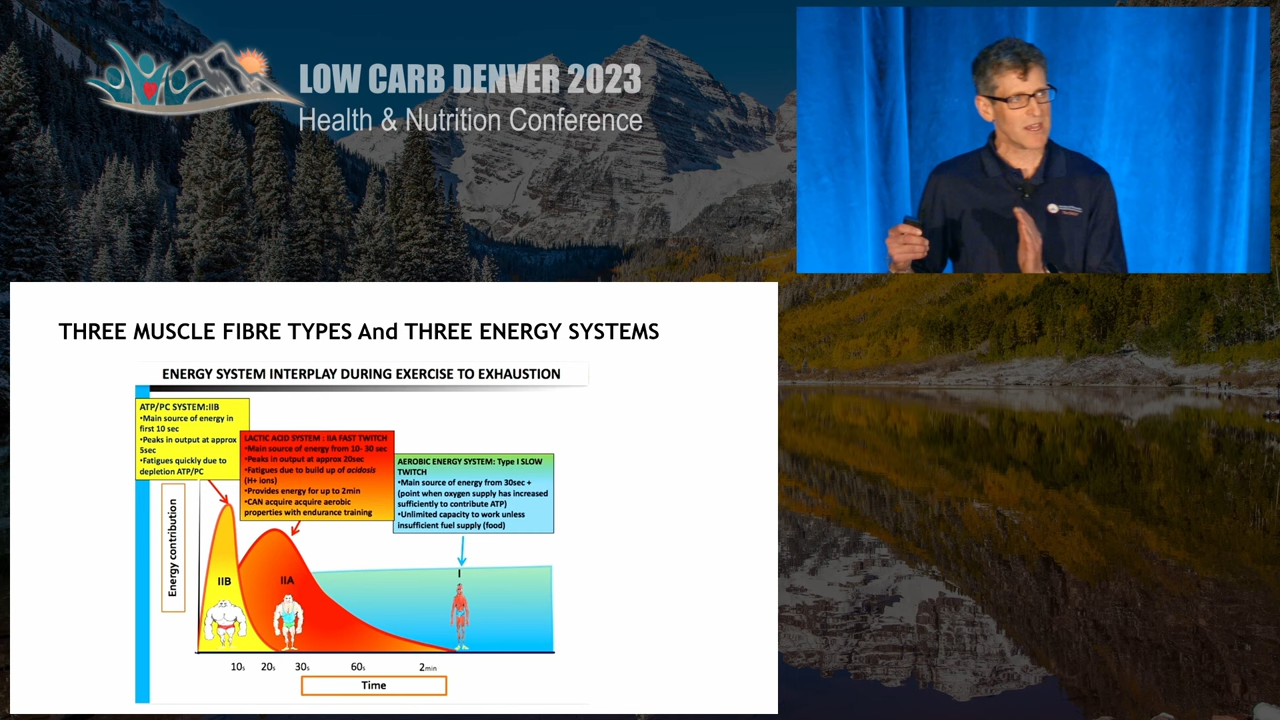 LOW CARB DENVER 2023
Health & Nutrition Conference
THREE MUSCLE FIBRE TYPES And THREE ENERGY SYSTEMS
ENERGY SYSTEM INTERPLAY DURING EXERCISE TO EXHAUSTION
ATP/PC SYSTEM:IIB
•Main source of energy in
first 10 sec
•Peaks in output at approx
5sec
•Fatigues quickly due to
depletion ATP/PC
LACTIC ACID SYSTEM : IIA FAST TWITCH
•Main source of energy from 10- 30 sec
•Peaks in output at approx 20sec
•Fatigues due to build up of acidosis
(H+ ions)
•Provides energy for up to 2min
•CAN acquire acquire aerobic
properties with endurance training
AEROBIC ENERGY SYSTEM: Type I SLOW
TWITCH
•Main source of energy from 30sec +
(point when oxygen supply has increased
sufficiently to contribute ATP)
•Unlimited capacity to work unless
insufficient fuel supply (food)
Energy contribution
IIB
IIA
I
10s 20s 30s 60s 2min
Time